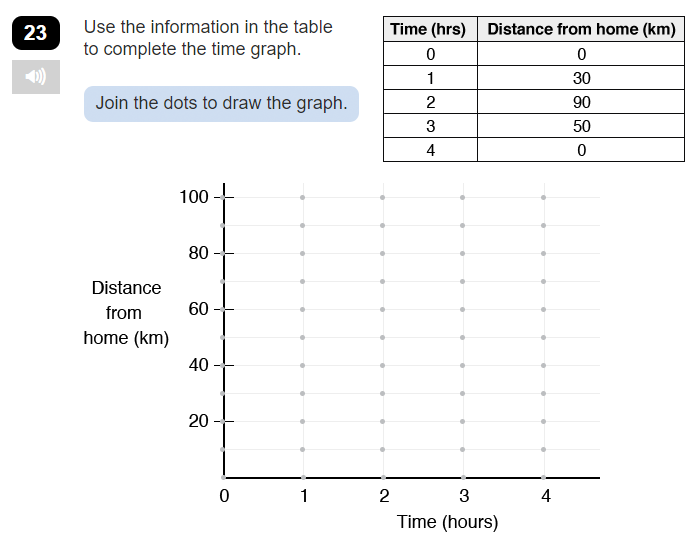 23
Use the information in the table
to complete the time graph.
Join the dots to draw the graph.
Time (hrs) Distance from home (km)
0 0
1 30
2 90
3 50
4 0
100
80
Distance
from
home (km)
60
40
20
0 1 2 3 4
Time (hours)